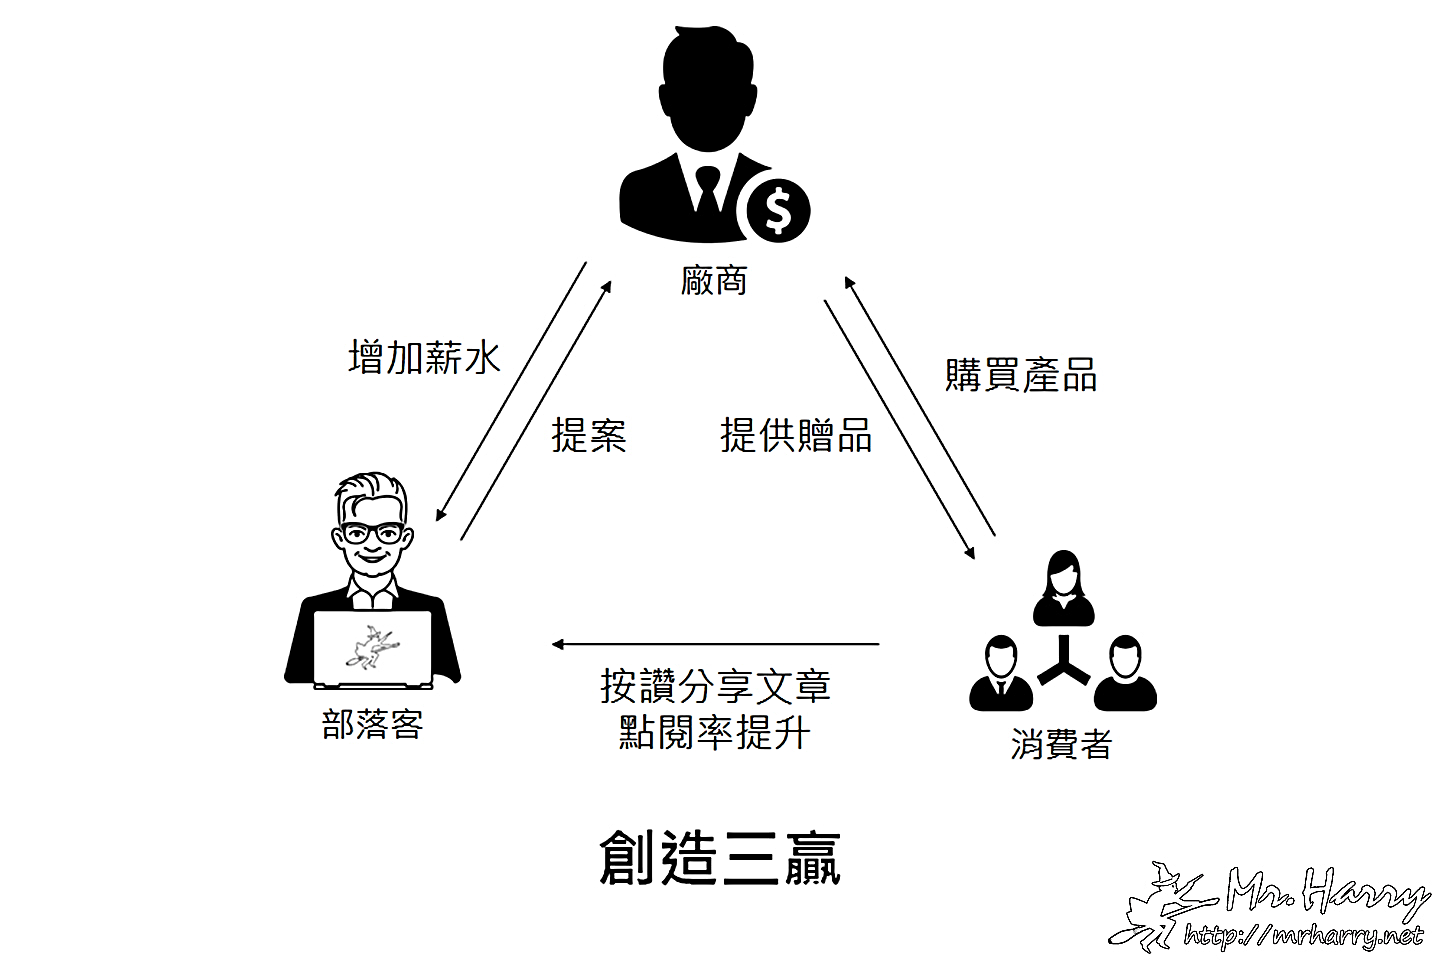 廠商
增加薪水
購買產品
提案
提供贈品
按讚分享文章
點閱率提升
部落客
消費者
創造三贏
Mr. Harry
http://mrharry.net